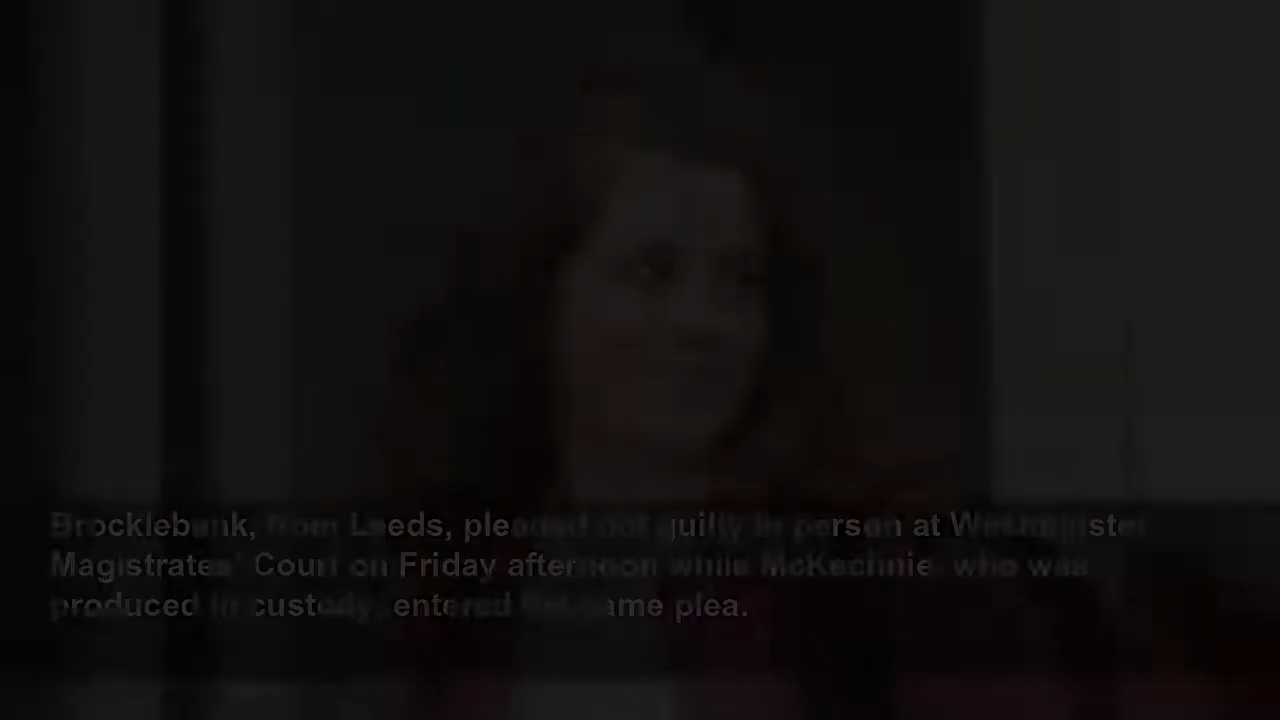 Brocklebank, from Leeds, pleaded not guilty in person at Westminster
Magistrates' Court on Friday afternoon while McKechnie, who was
produced in custody, entered the same plea.